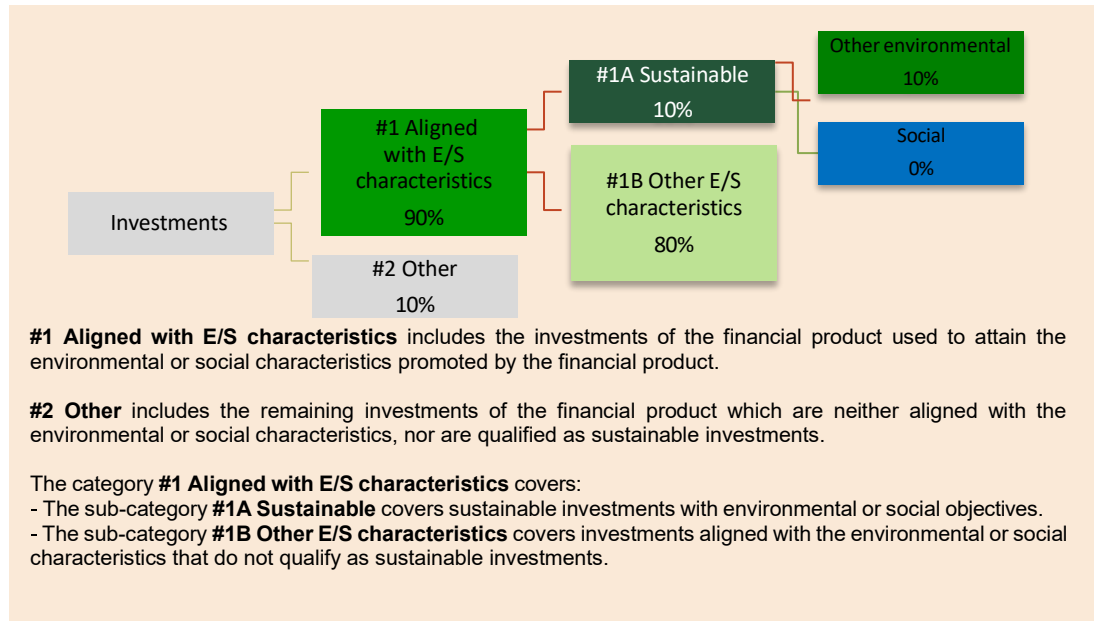 Investments
#1 Aligned
with E/S
characteristics
90%
#2 Other
10%
#1A Sustainable
10%
#1B Other E/S
characteristics
80%
Other environmental
10%
Social
0%
#1 Aligned with E/S characteristics includes the investments of the financial product used to attain the
environmental or social characteristics promoted by the financial product.
#2 Other includes the remaining investments of the financial product which are neither aligned with the
environmental or social characteristics, nor are qualified as sustainable investments.
The category #1 Aligned with E/S characteristics covers:
- The sub-category #1A Sustainable covers sustainable investments with environmental or social objectives.
- The sub-category #1B Other E/S characteristics covers investments aligned with the environmental or social
characteristics that do not qualify as sustainable investments.